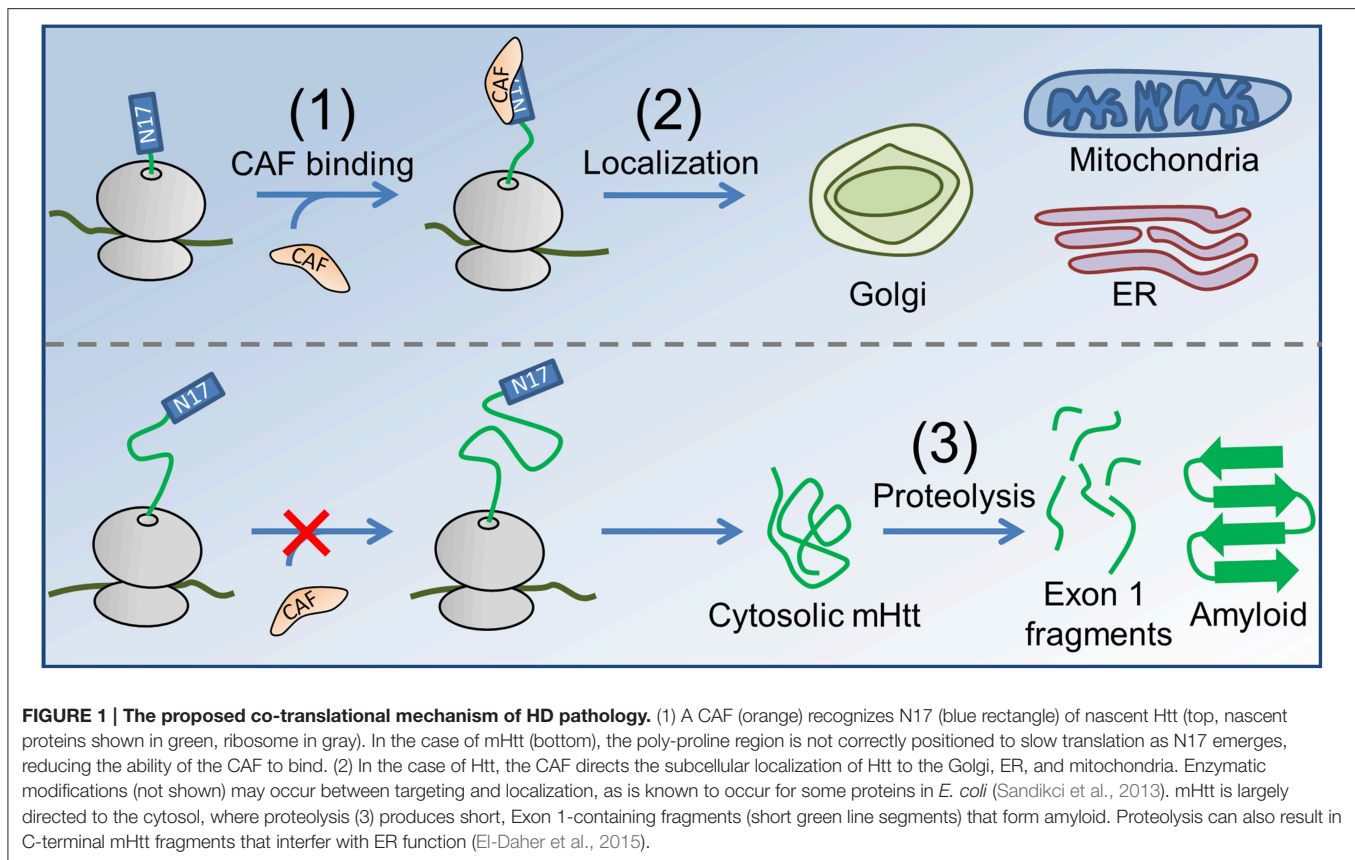 N17
(1)
CAF binding
CAF
CAF
N17
(2)
Localization
Golgi
Mitochondria
ER
N17
CAF
N17
Cytosolic mHtt
(3)
Proteolysis
Exon 1
fragments
Amyloid
FIGURE 1 | The proposed co-translational mechanism of HD pathology. (1) A CAF (orange) recognizes N17 (blue rectangle) of nascent Htt (top, nascent
proteins shown in green, ribosome in gray). In the case of mHtt (bottom), the poly-proline region is not correctly positioned to slow translation as N17 emerges,
reducing the ability of the CAF to bind. (2) In the case of Htt, the CAF directs the subcellular localization of Htt to the Golgi, ER, and mitochondria. Enzymatic
modifications (not shown) may occur between targeting and localization, as is known to occur for some proteins in E. coli (Sandikci et al., 2013). mHtt is largely
directed to the cytosol, where proteolysis (3) produces short, Exon 1-containing fragments (short green line segments) that form amyloid. Proteolysis can also result in
C-terminal mHtt fragments that interfere with ER function (El-Daher et al., 2015).